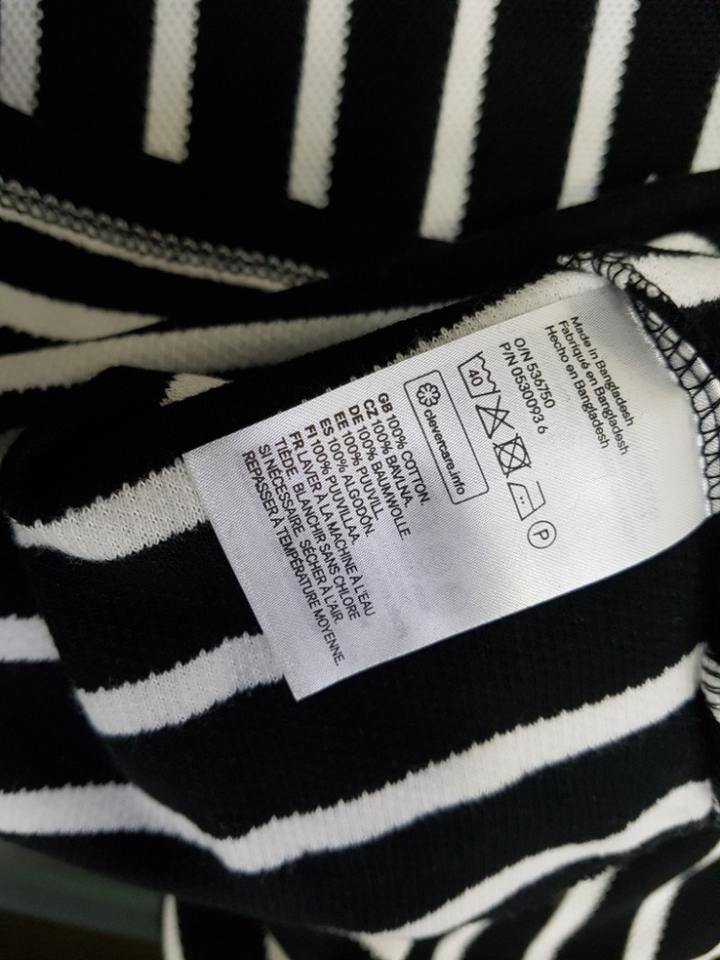 Made in Bangladesh
Fabriqué en Bangladesh
Hecho en Bangladesh
O/N 536750
P/N 0530093 6
40
P
clevercare.info
GB 100% COTTON.
CZ 100% BAVLNA.
DE 100% BAUMWOLLE
EE 100% PUUVILL.
ES 100% ALGODÓN.
FI 100% PUUVILLAA.
FR LAVER À LA MACHINE À L'EAU
TIÈDE. BLANCHIR SANS CHLORE
SI NÉCESSAIRE. SÉCHER À L'AIR.
REPASSER À TEMPÉRATURE MOYENNE.